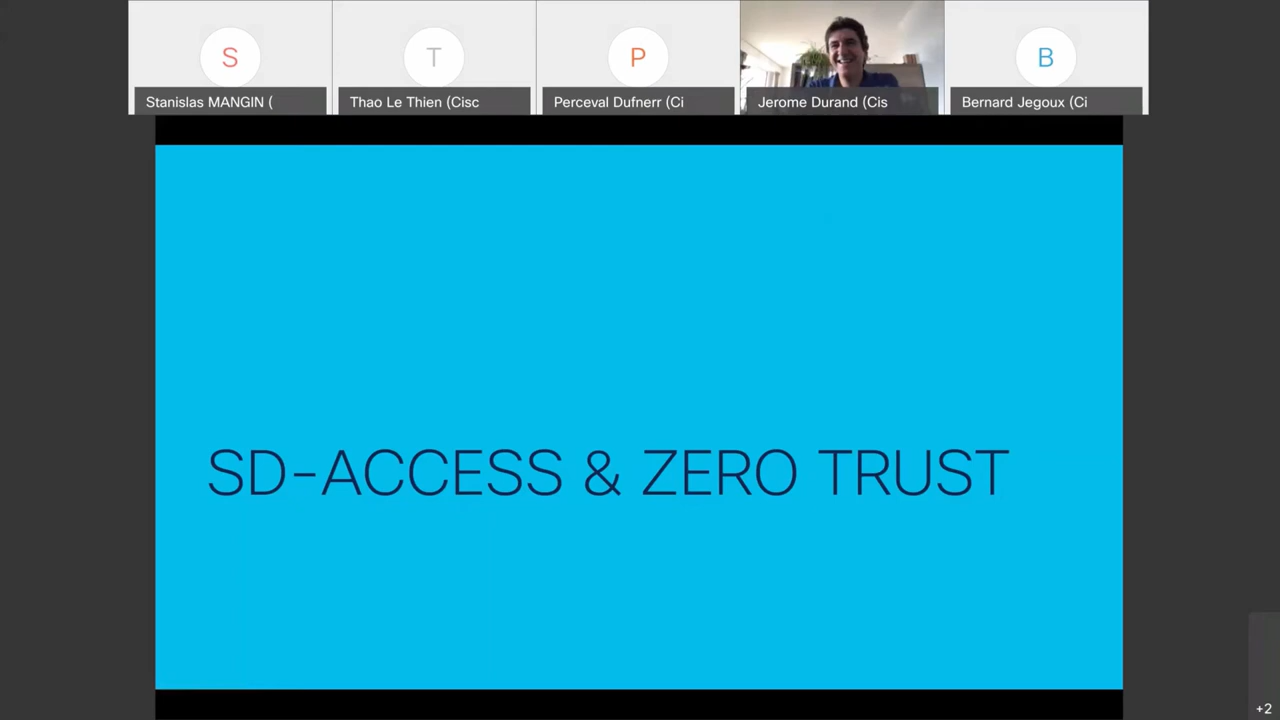 S
T
P
B
Stanislas MANGIN (
Thao Le Thien (Cisc
Perceval Dufnerr (Ci
Jerome Durand (Cis
Bernard Jegoux (Ci
SD-ACCESS & ZERO TRUST
+2